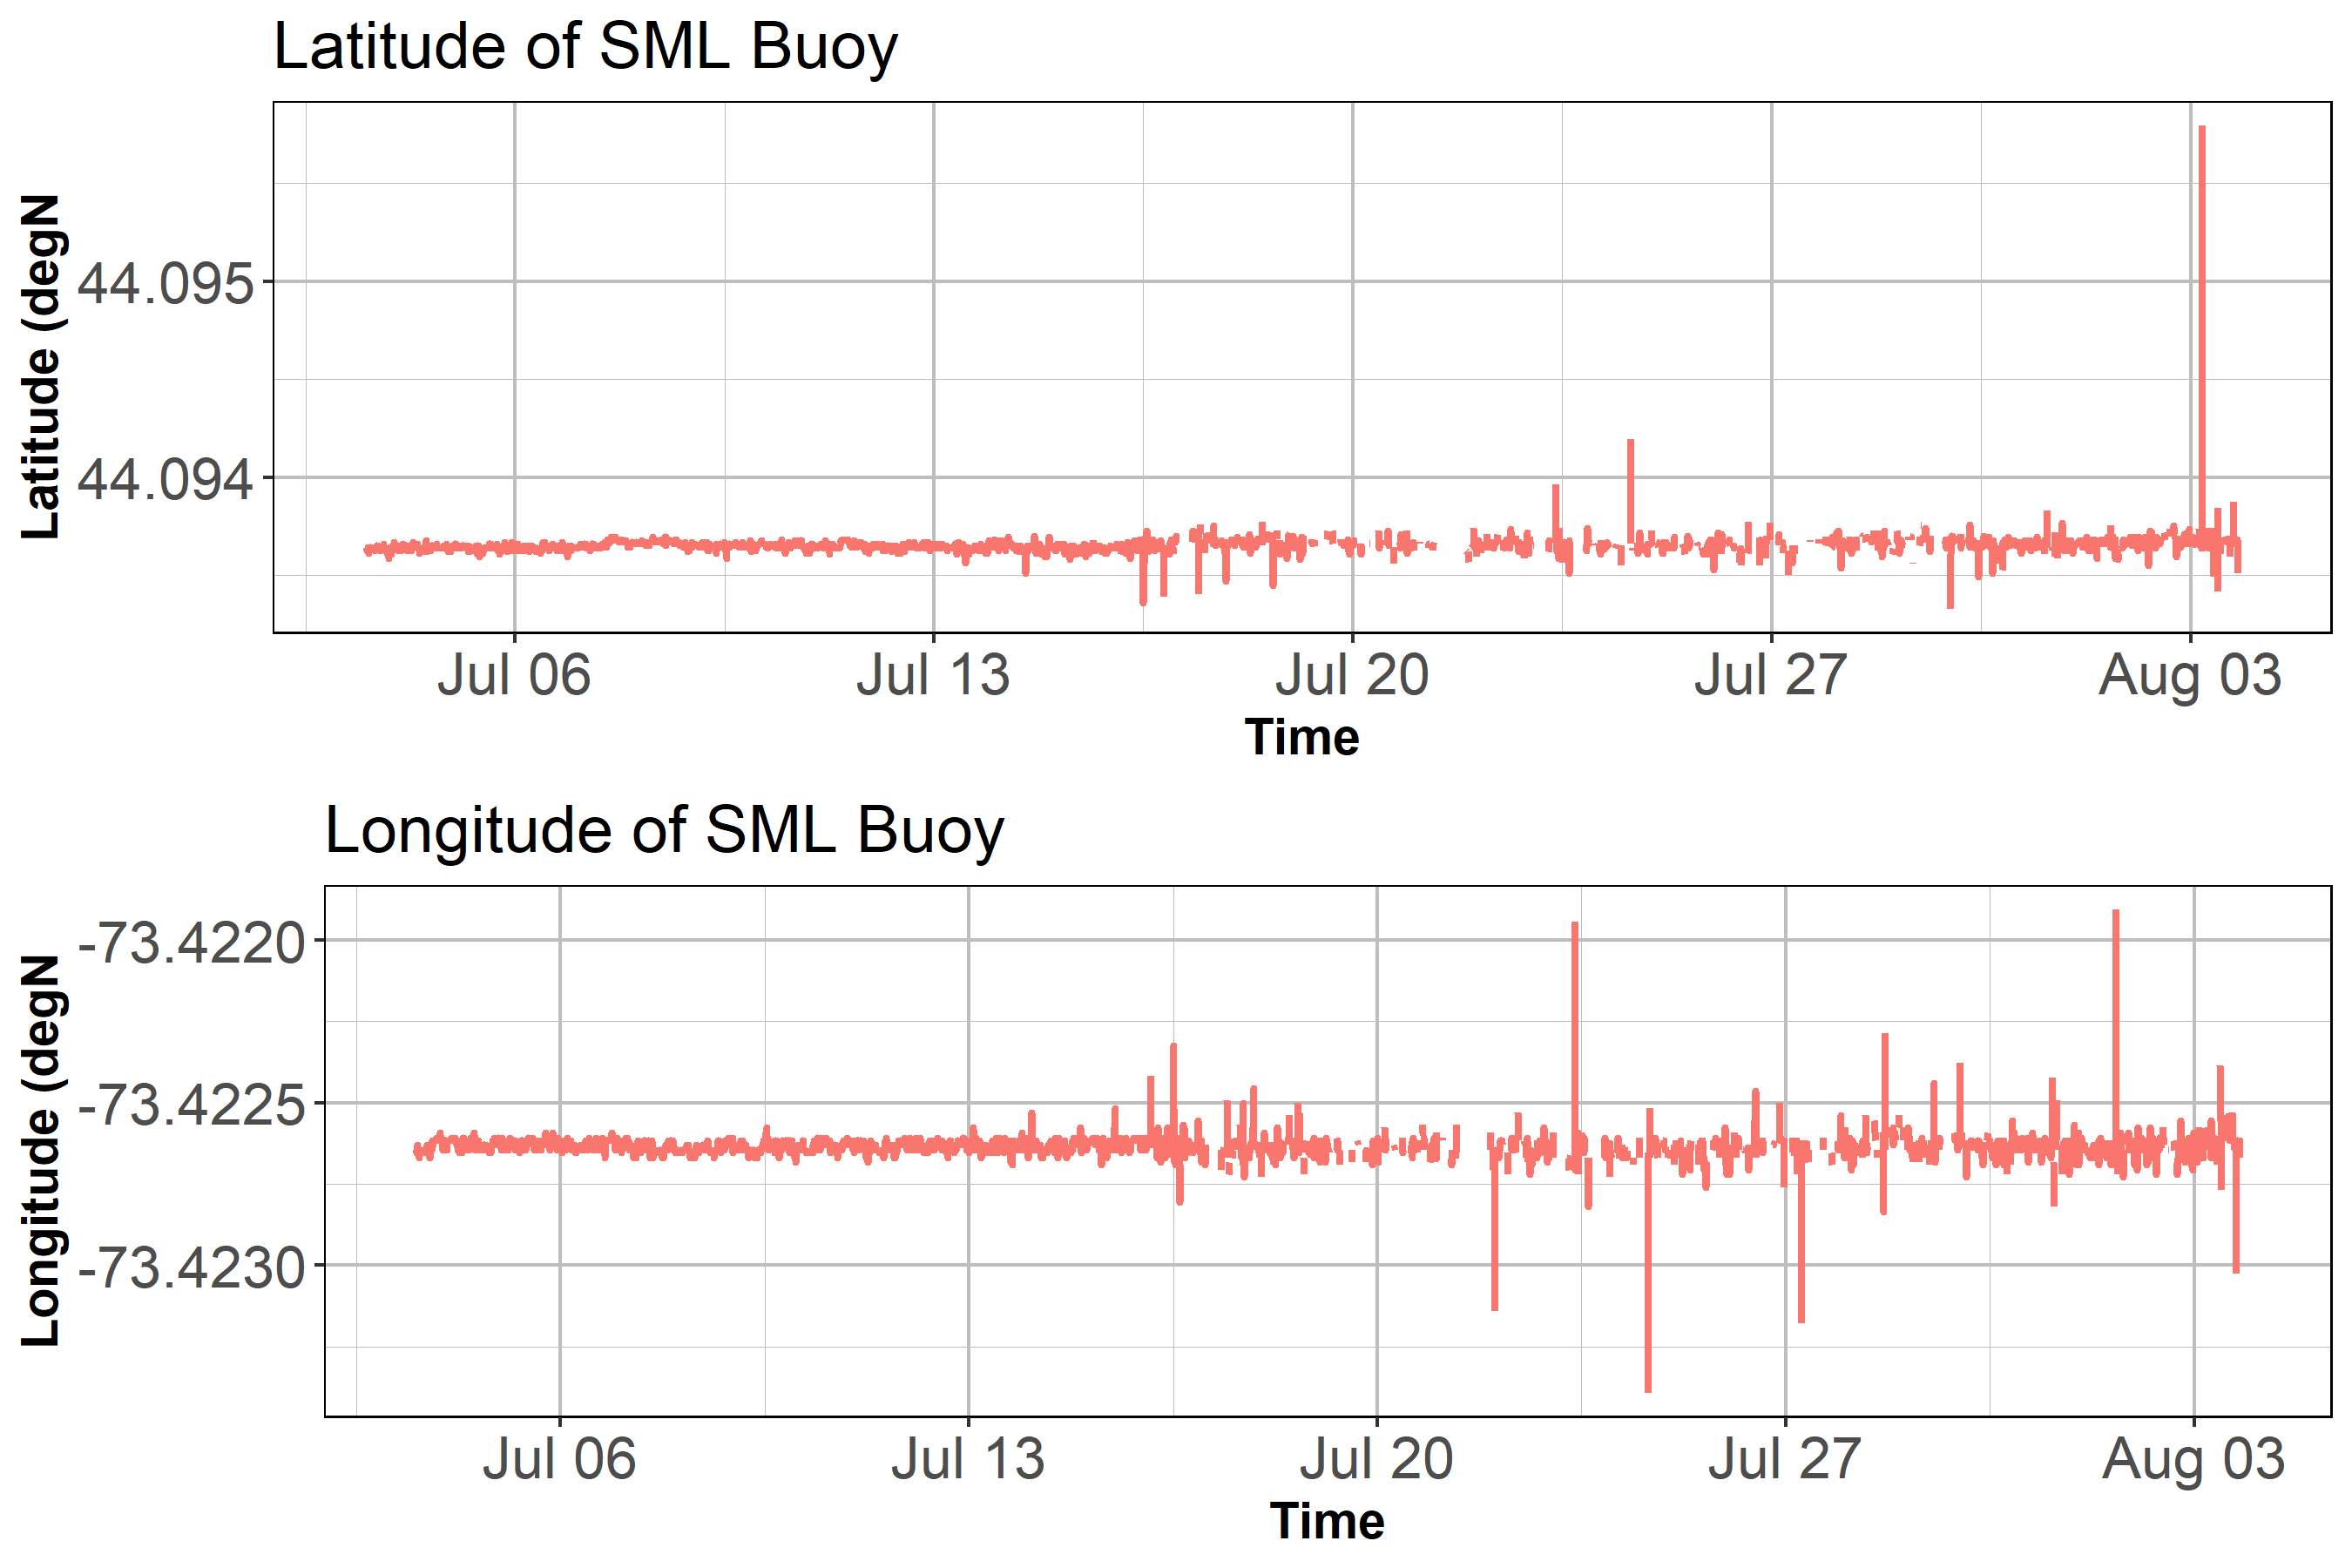 Latitude of SML Buoy
Latitude (degN
44.095
44.094
Jul 06 Jul 13 Jul 20 Jul 27 Aug 03
Time
Longitude of SML Buoy
Longitude (degN
-73.4220
-73.4225
-73.4230
Jul 06 Jul 13 Jul 20 Jul 27 Aug 03
Time